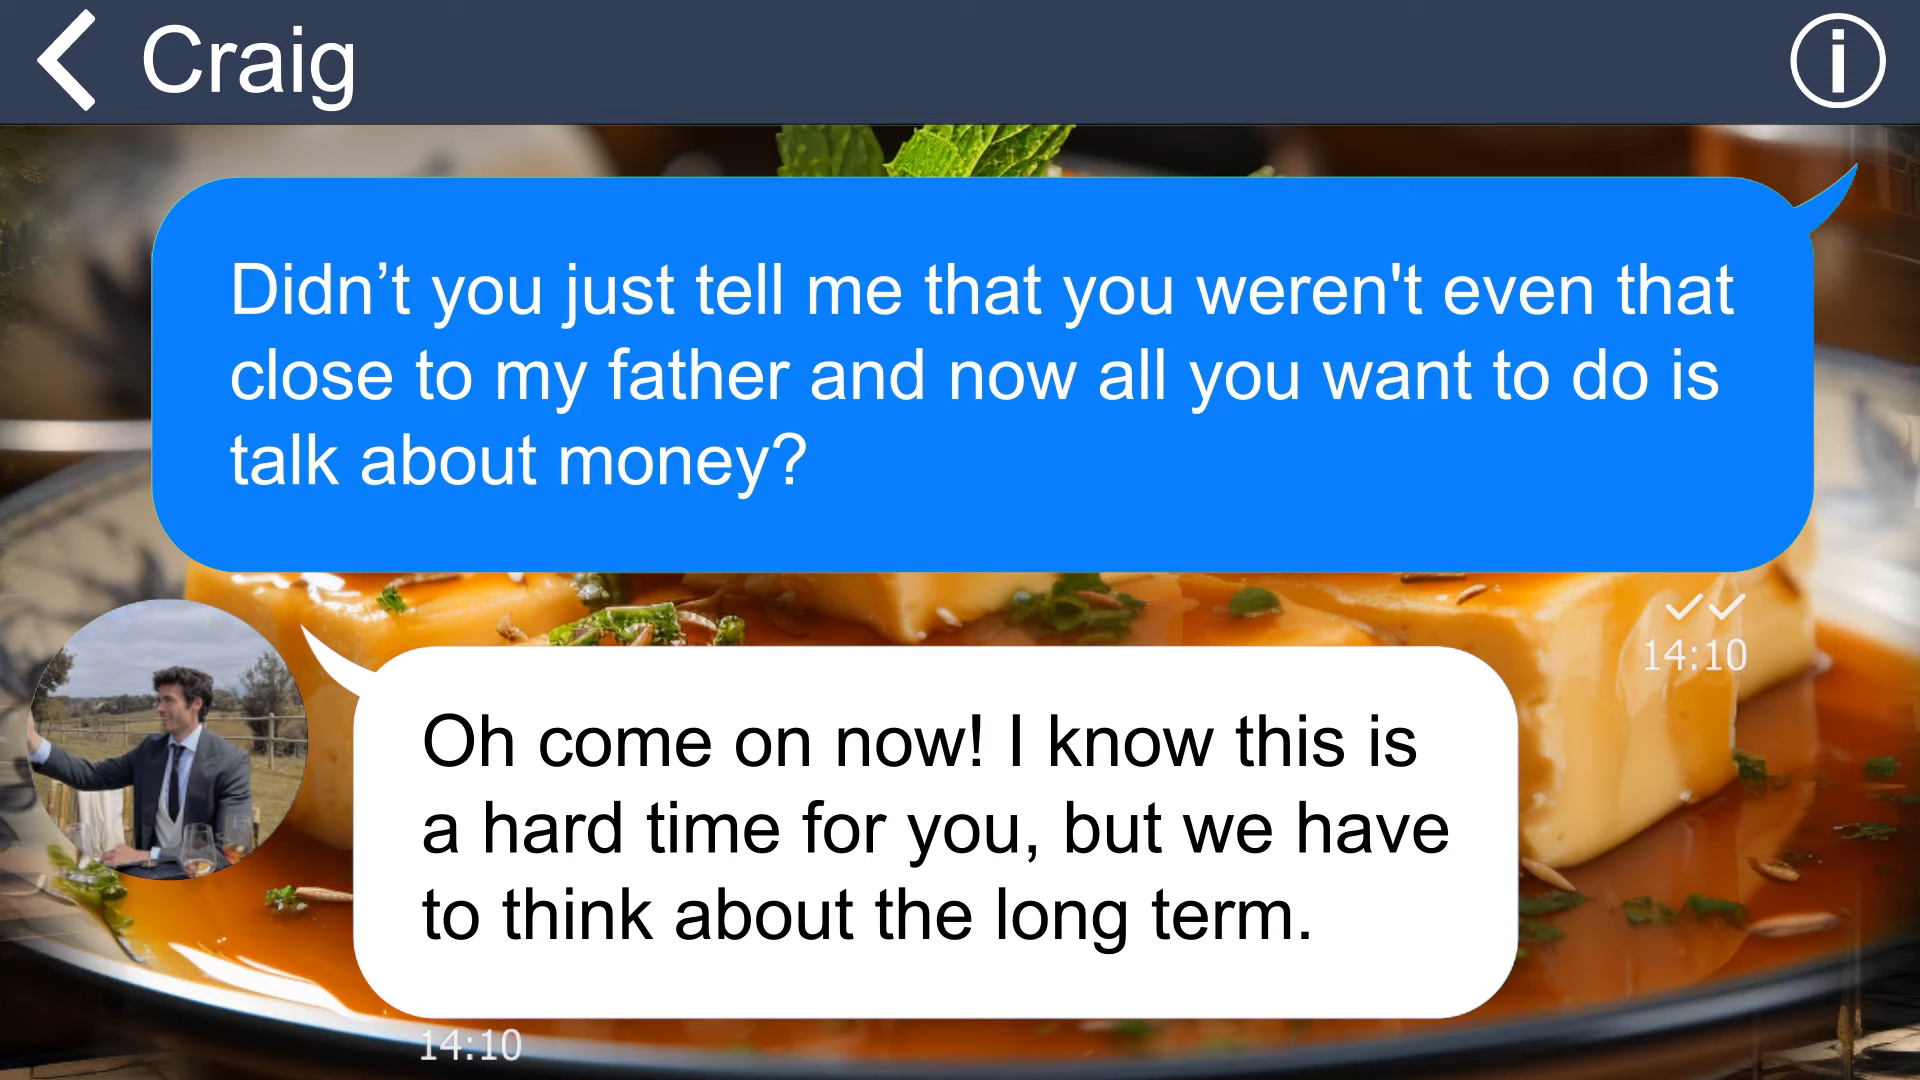 Craig
Didn’t you just tell me that you weren't even that
close to my father and now all you want to do is
talk about money?
14:10
Oh come on now! I know this is
a hard time for you, but we have
to think about the long term.
14:10